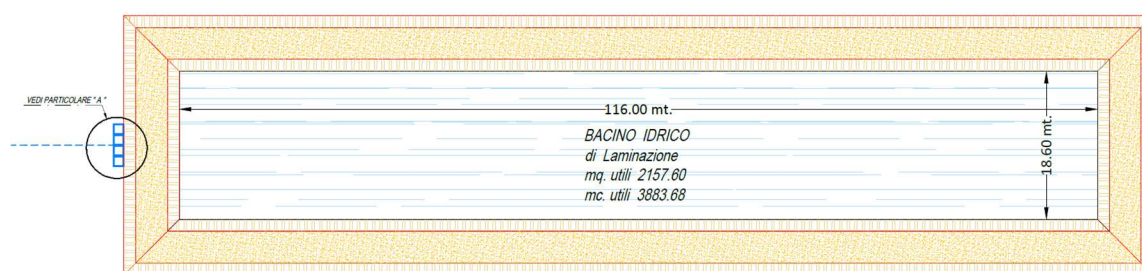 VEDI PARTICOLARE "A"
116.00 mt.
18.60 mt.
BACINO IDRICO
di Laminazione
mq. utili 2157.60
mc. utili 3883.68